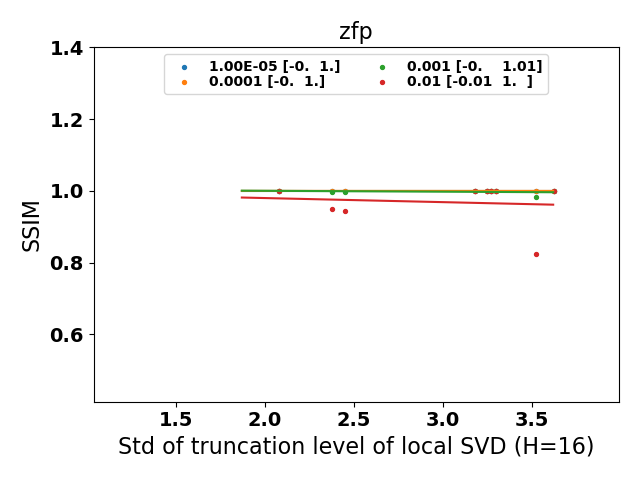 zfp
1.00E-05 [-0. 1.]
0.0001 [-0. 1.]
0.001 [-0. 1.01]
0.01 [-0.01 1. ]
1.4
1.2
1.0
0.8
0.6
SSIM
1.5 2.0 2.5 3.0 3.5
Std of truncation level of local SVD (H=16)